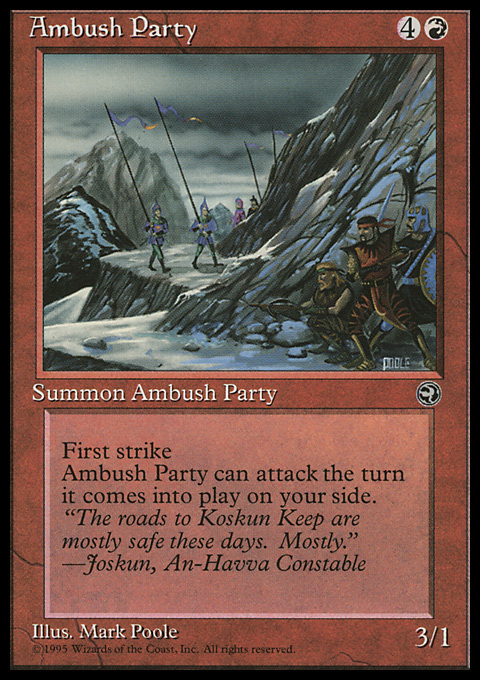 Ambush Party
4
POOLE
Summon Ambush Party
First strike
Ambush Party can attack the turn
it comes into play on your side.
“The roads to Koskun Keep are
mostly safe these days. Mostly.”
—Joskun, An-Havva Constable
Illus. Mark Poole
3/1
©1995 Wizards of the Coast, Inc. All rights reserved.